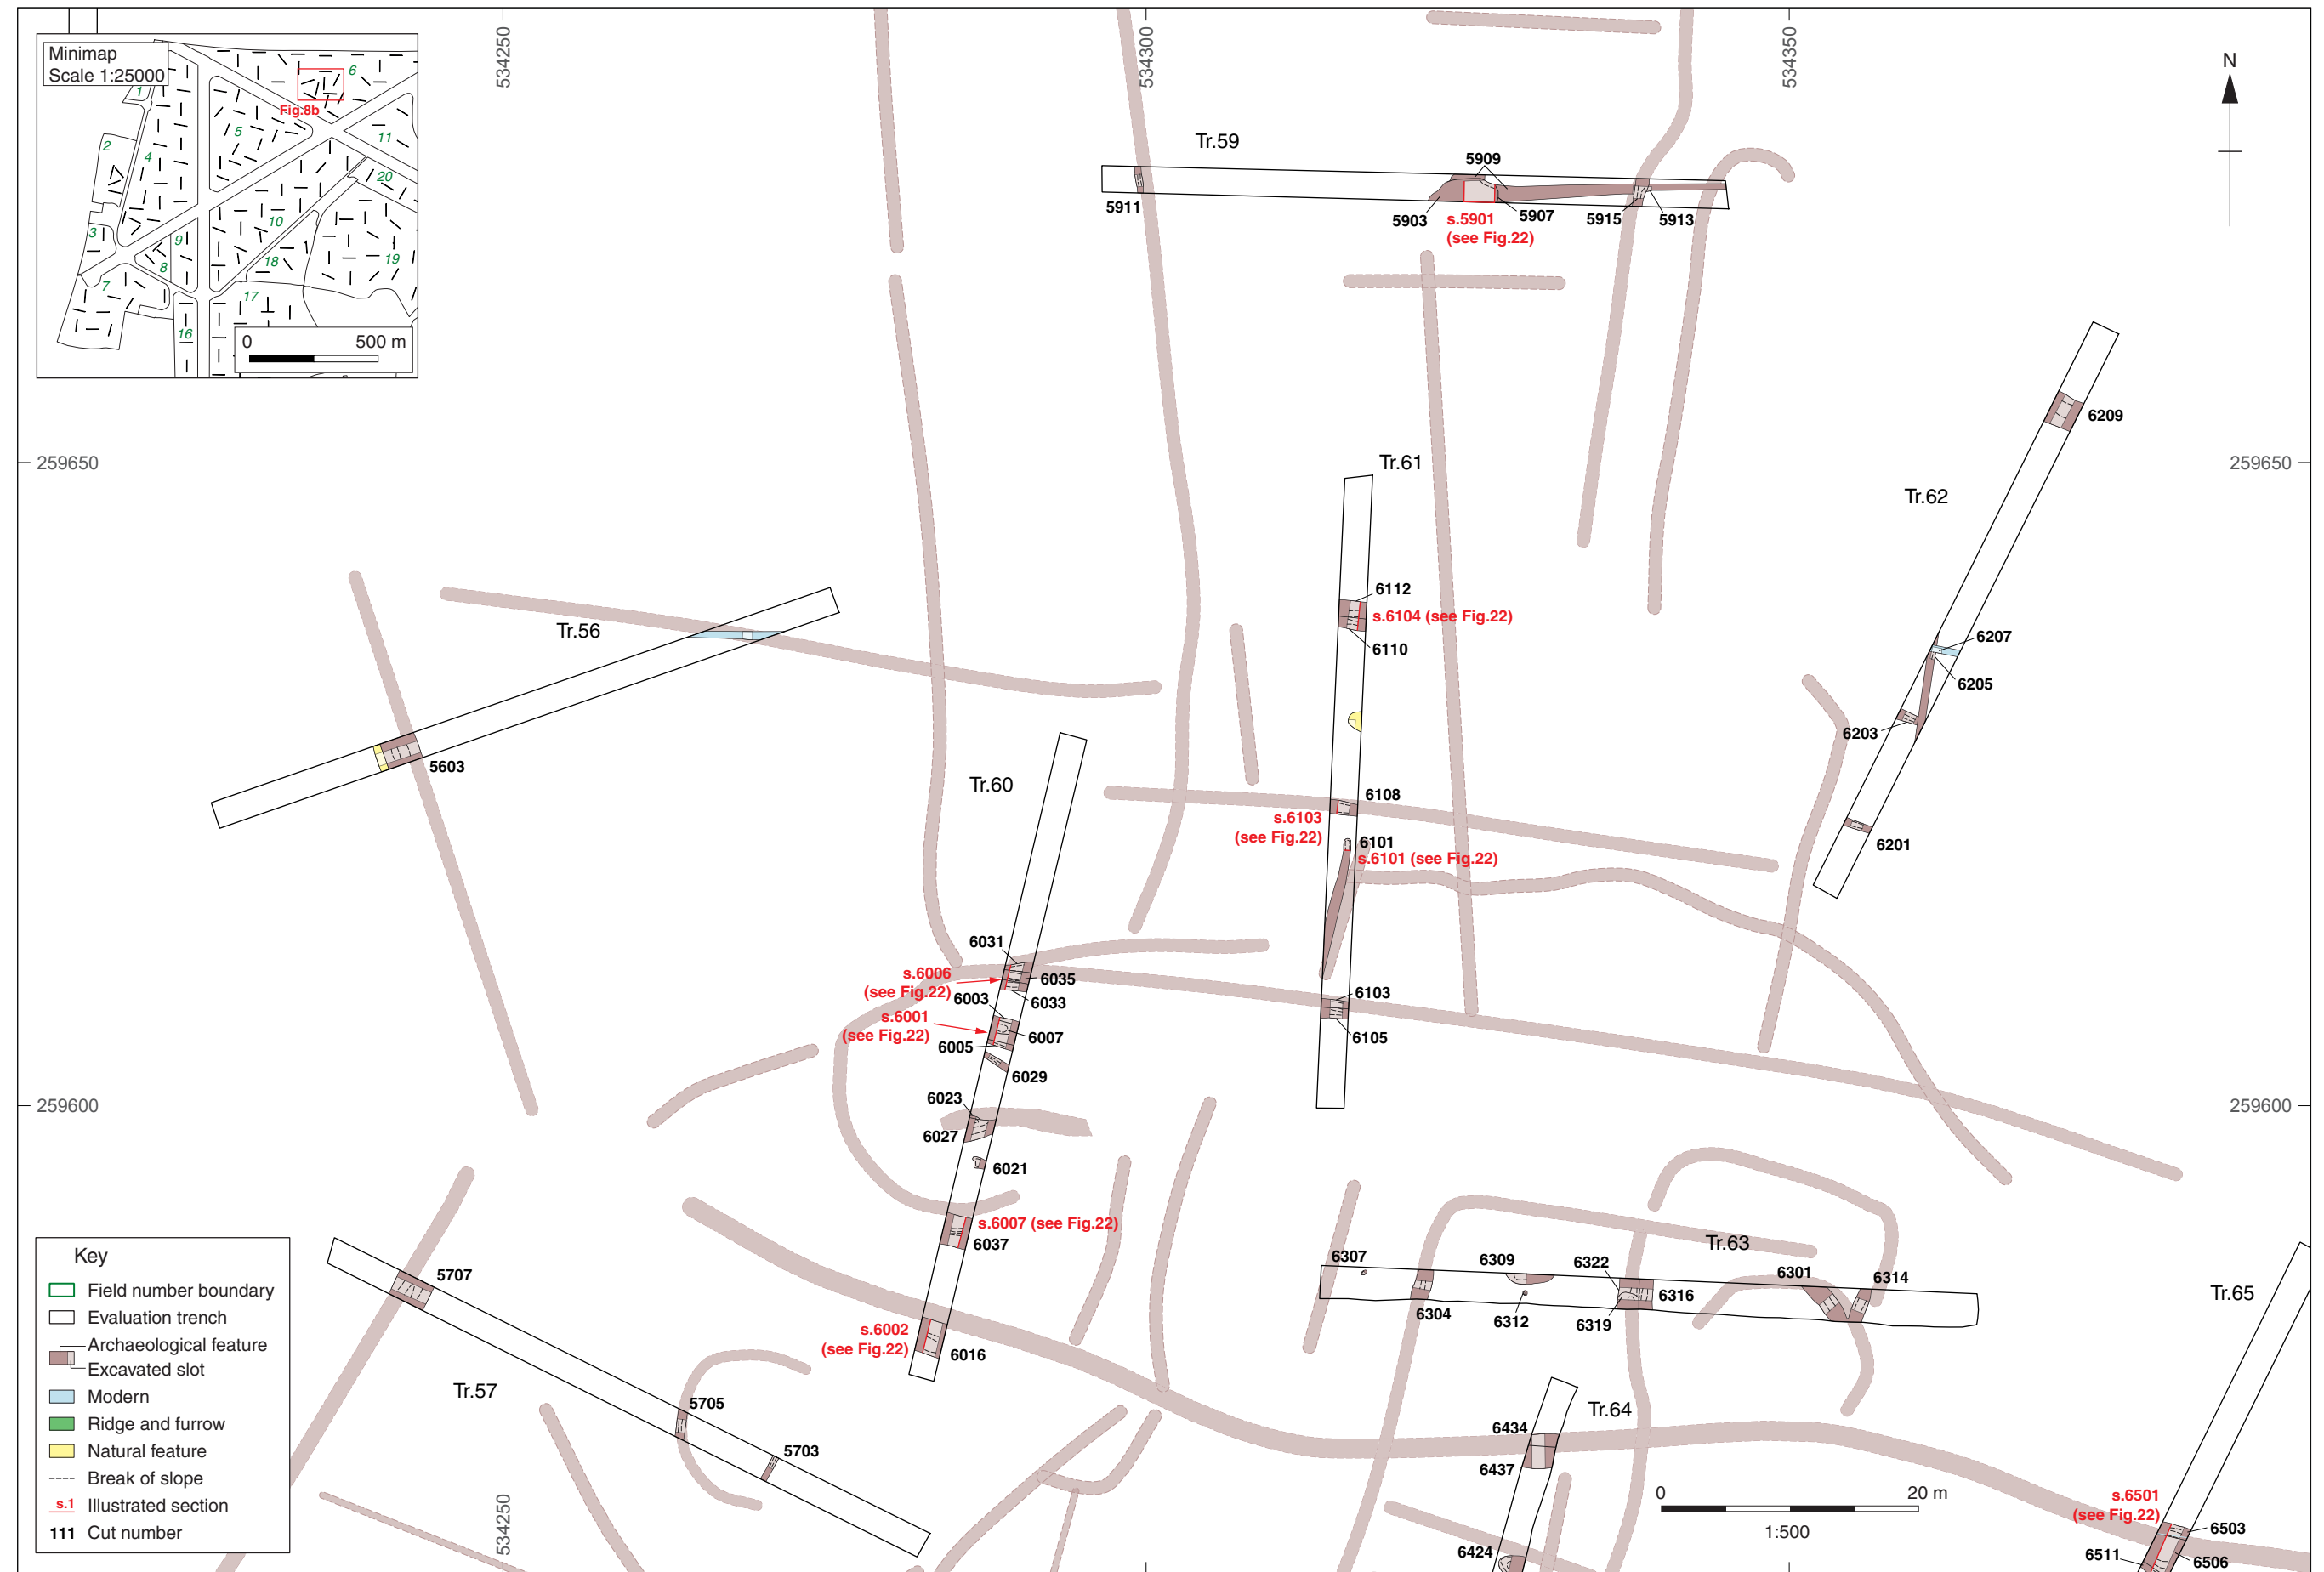 Minimap
Scale 1:25000
1
2
3
4
5
6
7
8
9
10
11
16
17
18
19
20
Fig.8b
0 500 m
534250
534300
534350
N
259650
259650
259600
259600
534250
Tr.59
5909
5911
5903
s.5901
(see Fig.22)
5907
5915
5913
Tr.61
6112
s.6104 (see Fig.22)
6110
6108
s.6103
(see Fig.22)
6101
s.6101 (see Fig.22)
6103
6105
Tr.62
6209
6207
6205
6203
6201
Tr.56
5603
Tr.60
6031
s.6006
(see Fig.22)
6035
6033
6003
s.6001
(see Fig.22)
6007
6005
6029
6023
6027
6021
s.6007 (see Fig.22)
6037
s.6002
(see Fig.22)
6016
Tr.63
6307
6309
6322
6301
6314
6316
6304
6312
6319
Tr.65
s.6501
(see Fig.22)
6503
6511
6506
Tr.57
5707
5705
5703
Tr.64
6434
6437
6424
0 20 m
1:500
Key
Field number boundary
Evaluation trench
Archaeological feature
Excavated slot
Modern
Ridge and furrow
Natural feature
Break of slope
s.1 Illustrated section
111 Cut number